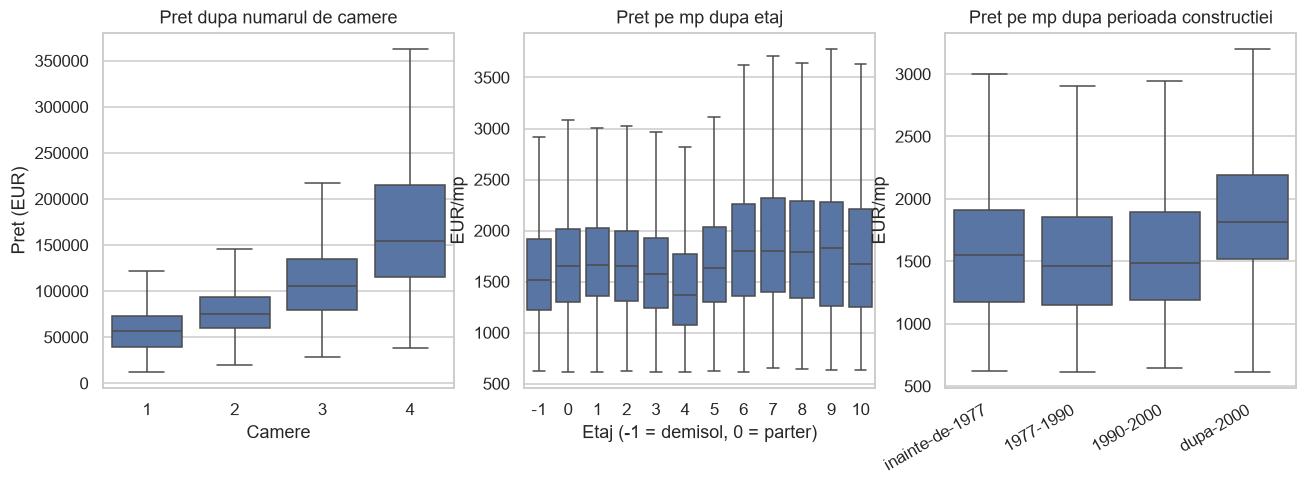 Pret dupa numarul de camere
Pret (EUR)
350000
300000
250000
200000
150000
100000
50000
0
1 2 3 4
Camere
Pret pe mp dupa etaj
EUR/mp
3500
3000
2500
2000
1500
1000
500
-1 0 1 2 3 4 5 6 7 8 9 10
Etaj (-1 = demisol, 0 = parter)
Pret pe mp dupa perioada constructiei
EUR/mp
3000
2500
2000
1500
1000
500
inainte-de-1977
1977-1990
1990-2000
dupa-2000